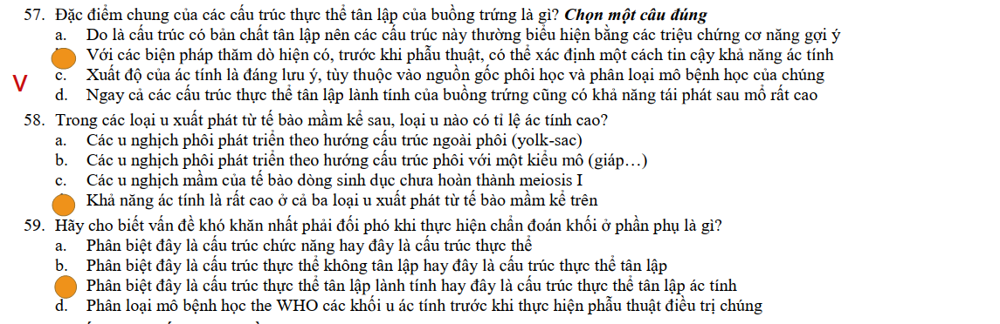 57. Đặc điểm chung của các cấu trúc thực thể tân lập của buồng trứng là gì? Chọn một câu đúng
a. Do là cấu trúc có bản chất tân lập nên các cấu trúc này thường biểu hiện bằng các triệu chứng cơ năng gợi ý
Với các biện pháp thăm dò hiện có, trước khi phẫu thuật, có thể xác định một cách tin cậy khả năng ác tính
V c. Xuất độ của ác tính là đáng lưu ý, tùy thuộc vào nguồn gốc phôi học và phân loại mô bệnh học của chúng
d. Ngay cả các cấu trúc thực thể tân lập lành tính của buồng trứng cũng có khả năng tái phát sau mổ rất cao
58. Trong các loại u xuất phát từ tế bào mầm kể sau, loại u nào có tỉ lệ ác tính cao?
a. Các u nghịch phôi phát triển theo hướng cấu trúc ngoài phôi (yolk-sac)
b. Các u nghịch phôi phát triển theo hướng cấu trúc phôi với một kiểu mô (giáp…)
c. Các u nghịch mầm của tế bào dòng sinh dục chưa hoàn thành meiosis I
Khả năng ác tính là rất cao ở cả ba loại u xuất phát từ tế bào mầm kể trên
59. Hãy cho biết vấn đề khó khăn nhất phải đối phó khi thực hiện chẩn đoán khối ở phần phụ là gì?
a. Phân biệt đây là cấu trúc chức năng hay đây là cấu trúc thực thể
b. Phân biệt đây là cấu trúc thực thể không tân lập hay đây là cấu trúc thực thể tân lập
Phân biệt đây là cấu trúc thực thể tân lập lành tính hay đây là cấu trúc thực thể tân lập ác tính
d. Phân loại mô bệnh học the WHO các khối u ác tính trước khi thực hiện phẫu thuật điều trị chúng